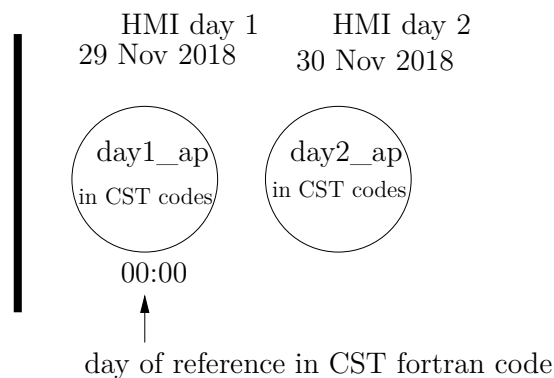 HMI day 1
29 Nov 2018
HMI day 2
30 Nov 2018
day1_ap
in CST codes
day2_ap
in CST codes
00:00
day of reference in CST fortran code